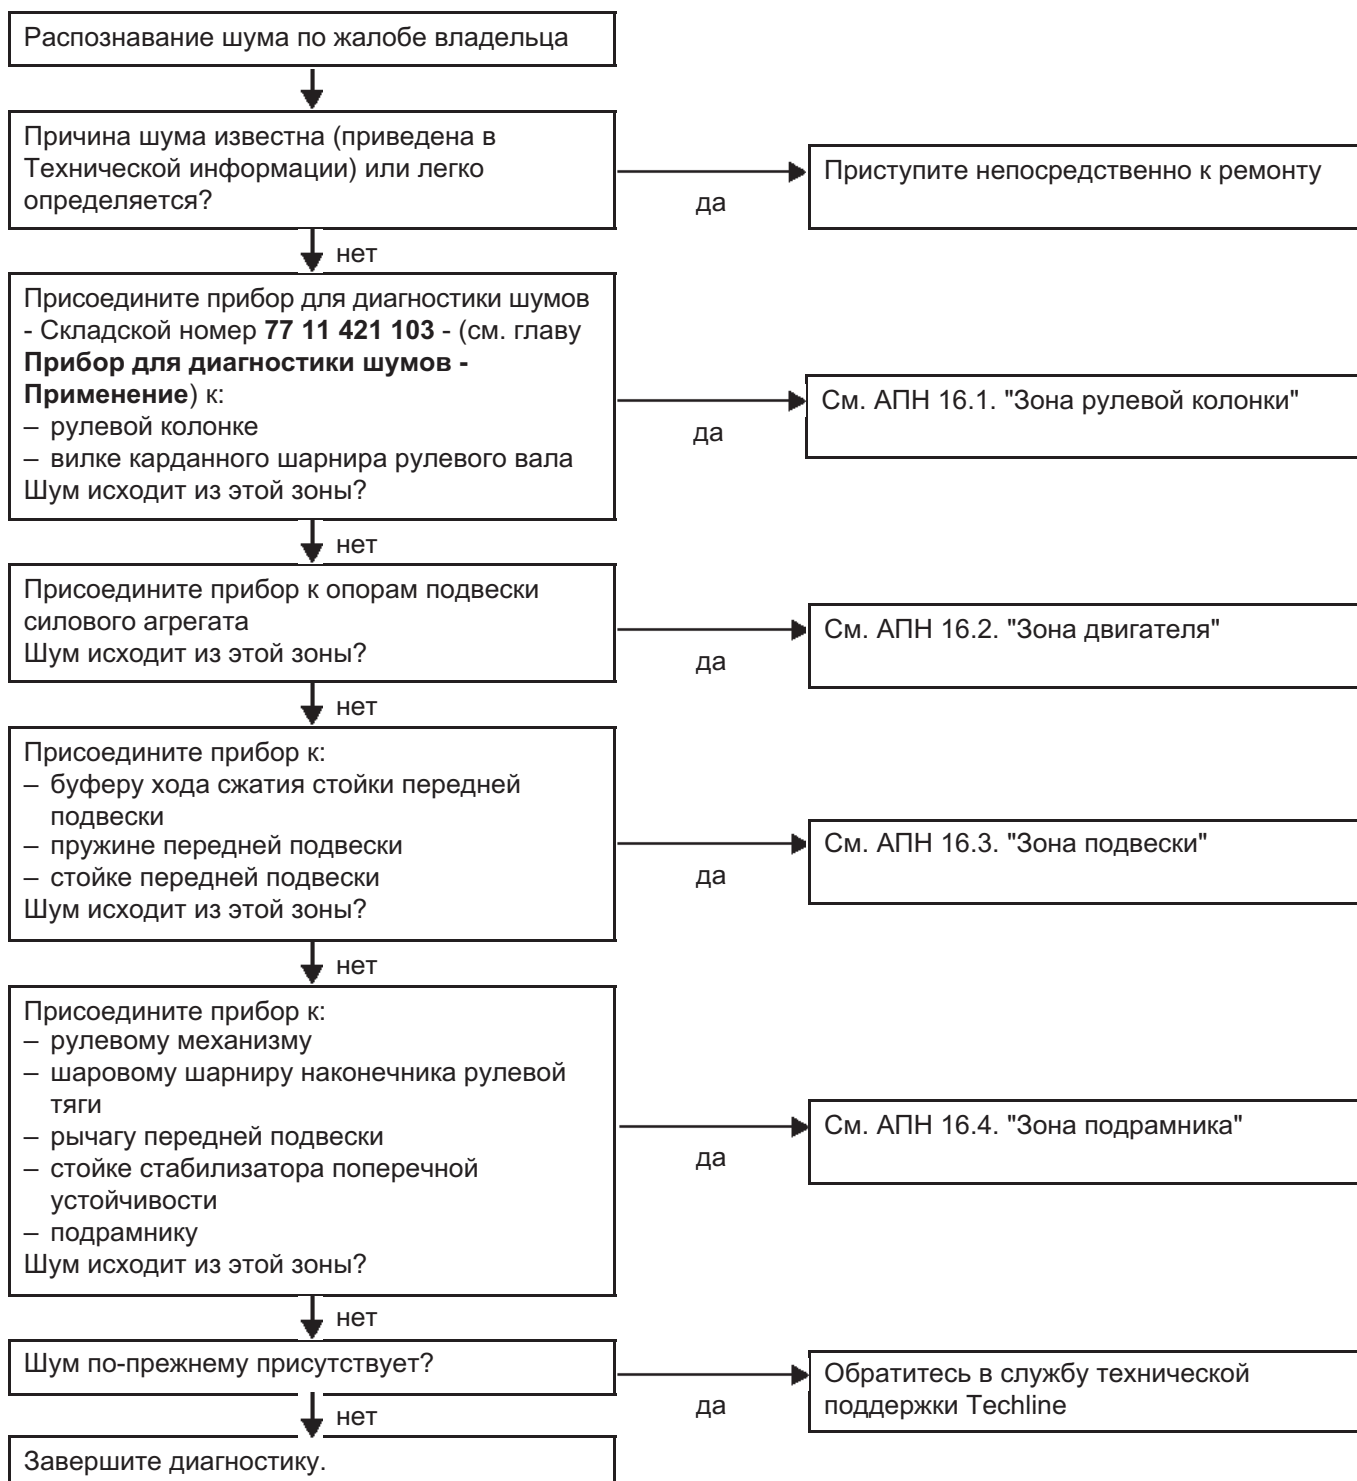 Распознавание шума по жалобе владельца
Причина шума известна (приведена в
Технической информации) или легко
определяется?
да
Приступите непосредственно к ремонту
нет
Присоедините прибор для диагностики шумов
- Складской номер 77 11 421 103 - (см. главу
Прибор для диагностики шумов -
Применение) к:
– рулевой колонке
– вилке карданного шарнира рулевого вала
Шум исходит из этой зоны?
да
См. АПН 16.1. "Зона рулевой колонки"
нет
Присоедините прибор к опорам подвески
силового агрегата
Шум исходит из этой зоны?
да
См. АПН 16.2. "Зона двигателя"
нет
Присоедините прибор к:
– буферу хода сжатия стойки передней
подвески
– пружине передней подвески
– стойке передней подвески
Шум исходит из этой зоны?
да
См. АПН 16.3. "Зона подвески"
нет
Присоедините прибор к:
– рулевому механизму
– шаровому шарниру наконечника рулевой
тяги
– рычагу передней подвески
– стойке стабилизатора поперечной
устойчивости
– подрамнику
Шум исходит из этой зоны?
да
См. АПН 16.4. "Зона подрамника"
нет
Шум по-прежнему присутствует?
да
Обратитесь в службу технической
поддержки Techline
нет
Завершите диагностику.